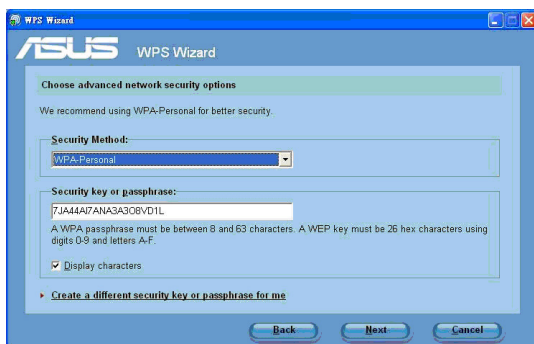 WPS Wizard
ASUS WPS Wizard
Choose advanced network security options
We recommend using WPA-Personal for better security.
Security Method:
WPA-Personal
Security key or passphrase:
7JA44AI7ANA3A3O8VD1L
A WPA passphrase must be between 8 and 63 characters. A WEP key must be 26 hex characters using
digits 0-9 and letters A-F.
Display characters
Create a different security key or passphrase for me
Back Next Cancel